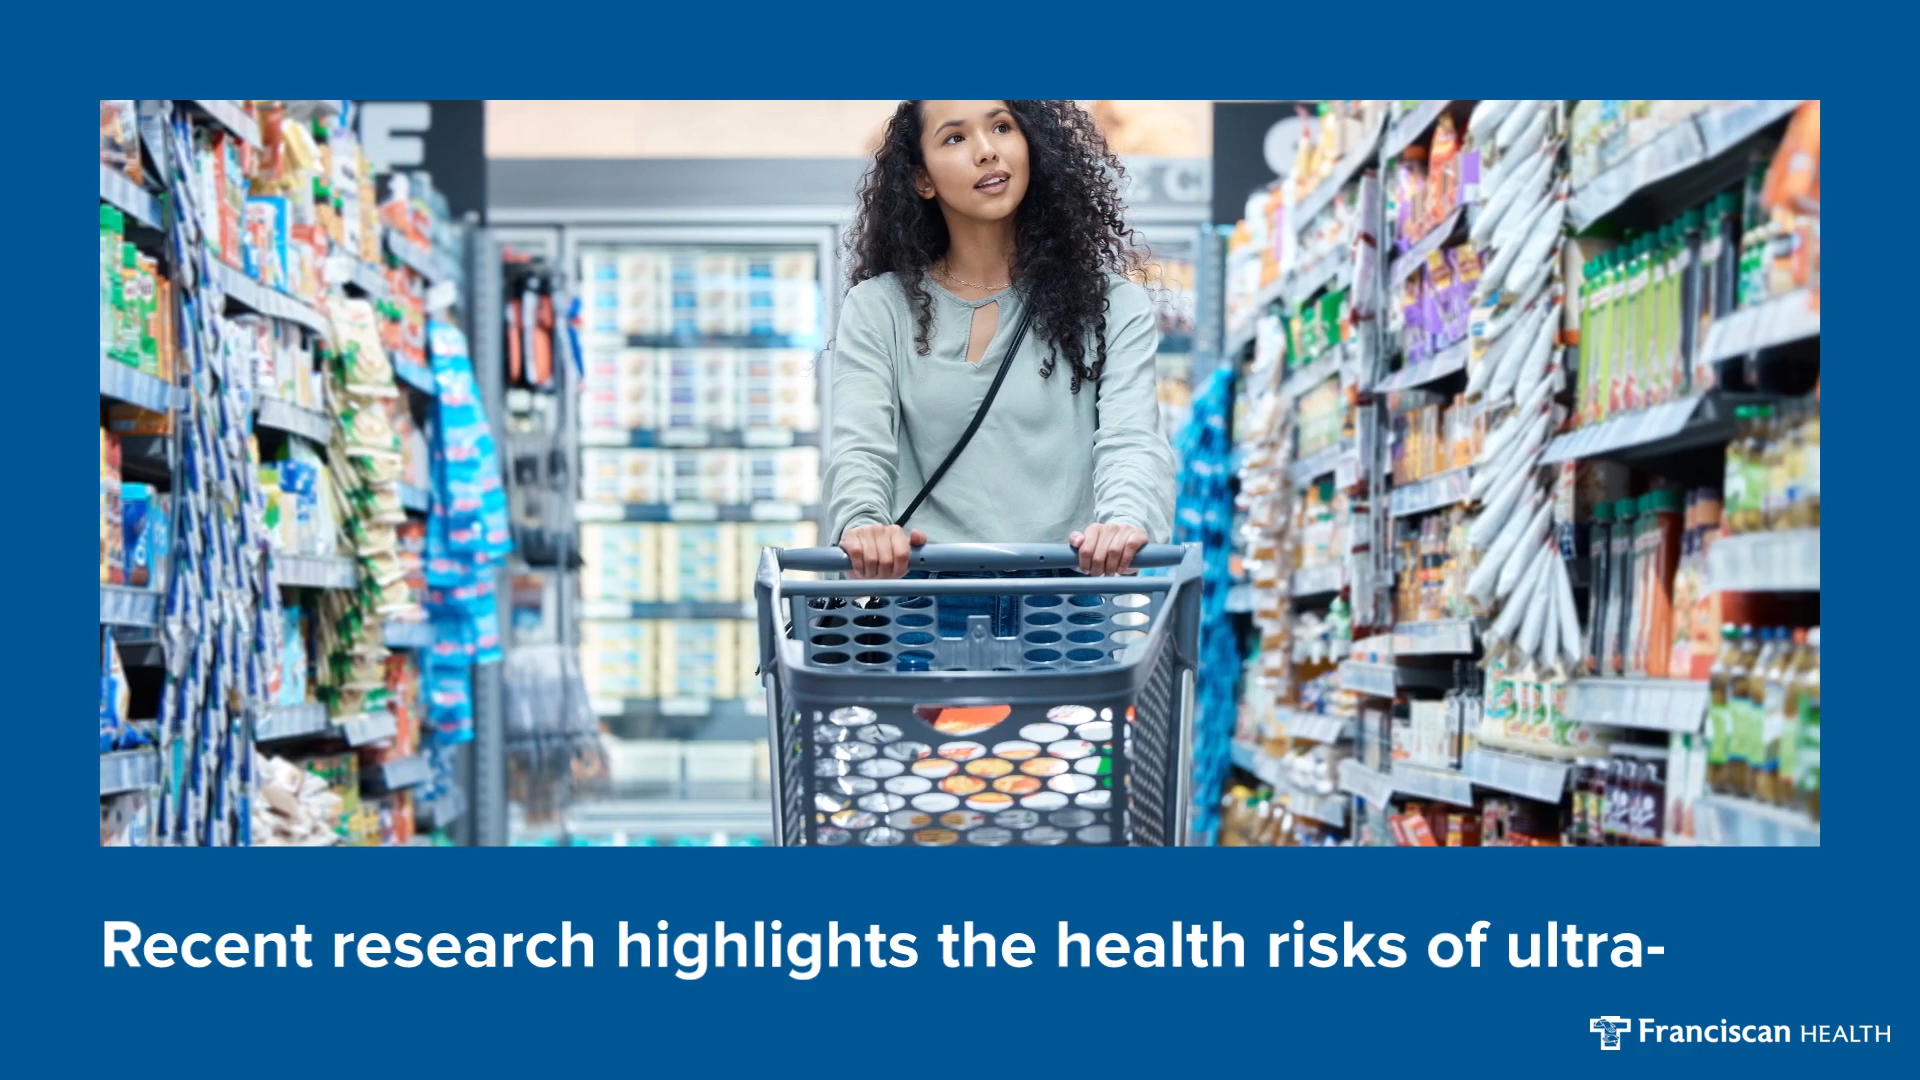 Recent research highlights the health risks of ultra-
Franciscan HEALTH